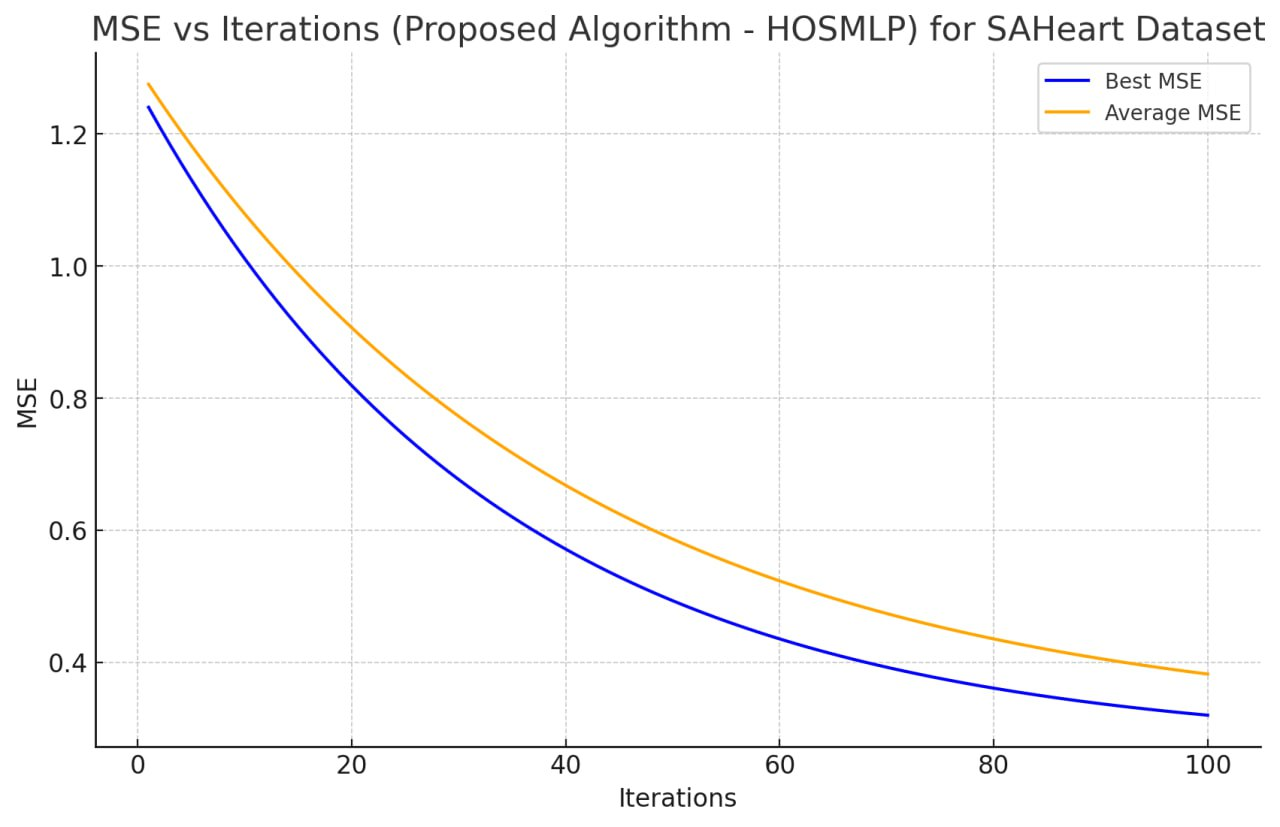 MSE vs Iterations (Proposed Algorithm - HOSMLP) for SAHeart Dataset
Best MSE
Average MSE
1.2
1.0
0.8
0.6
0.4
MSE
0 20 40 60 80 100
Iterations